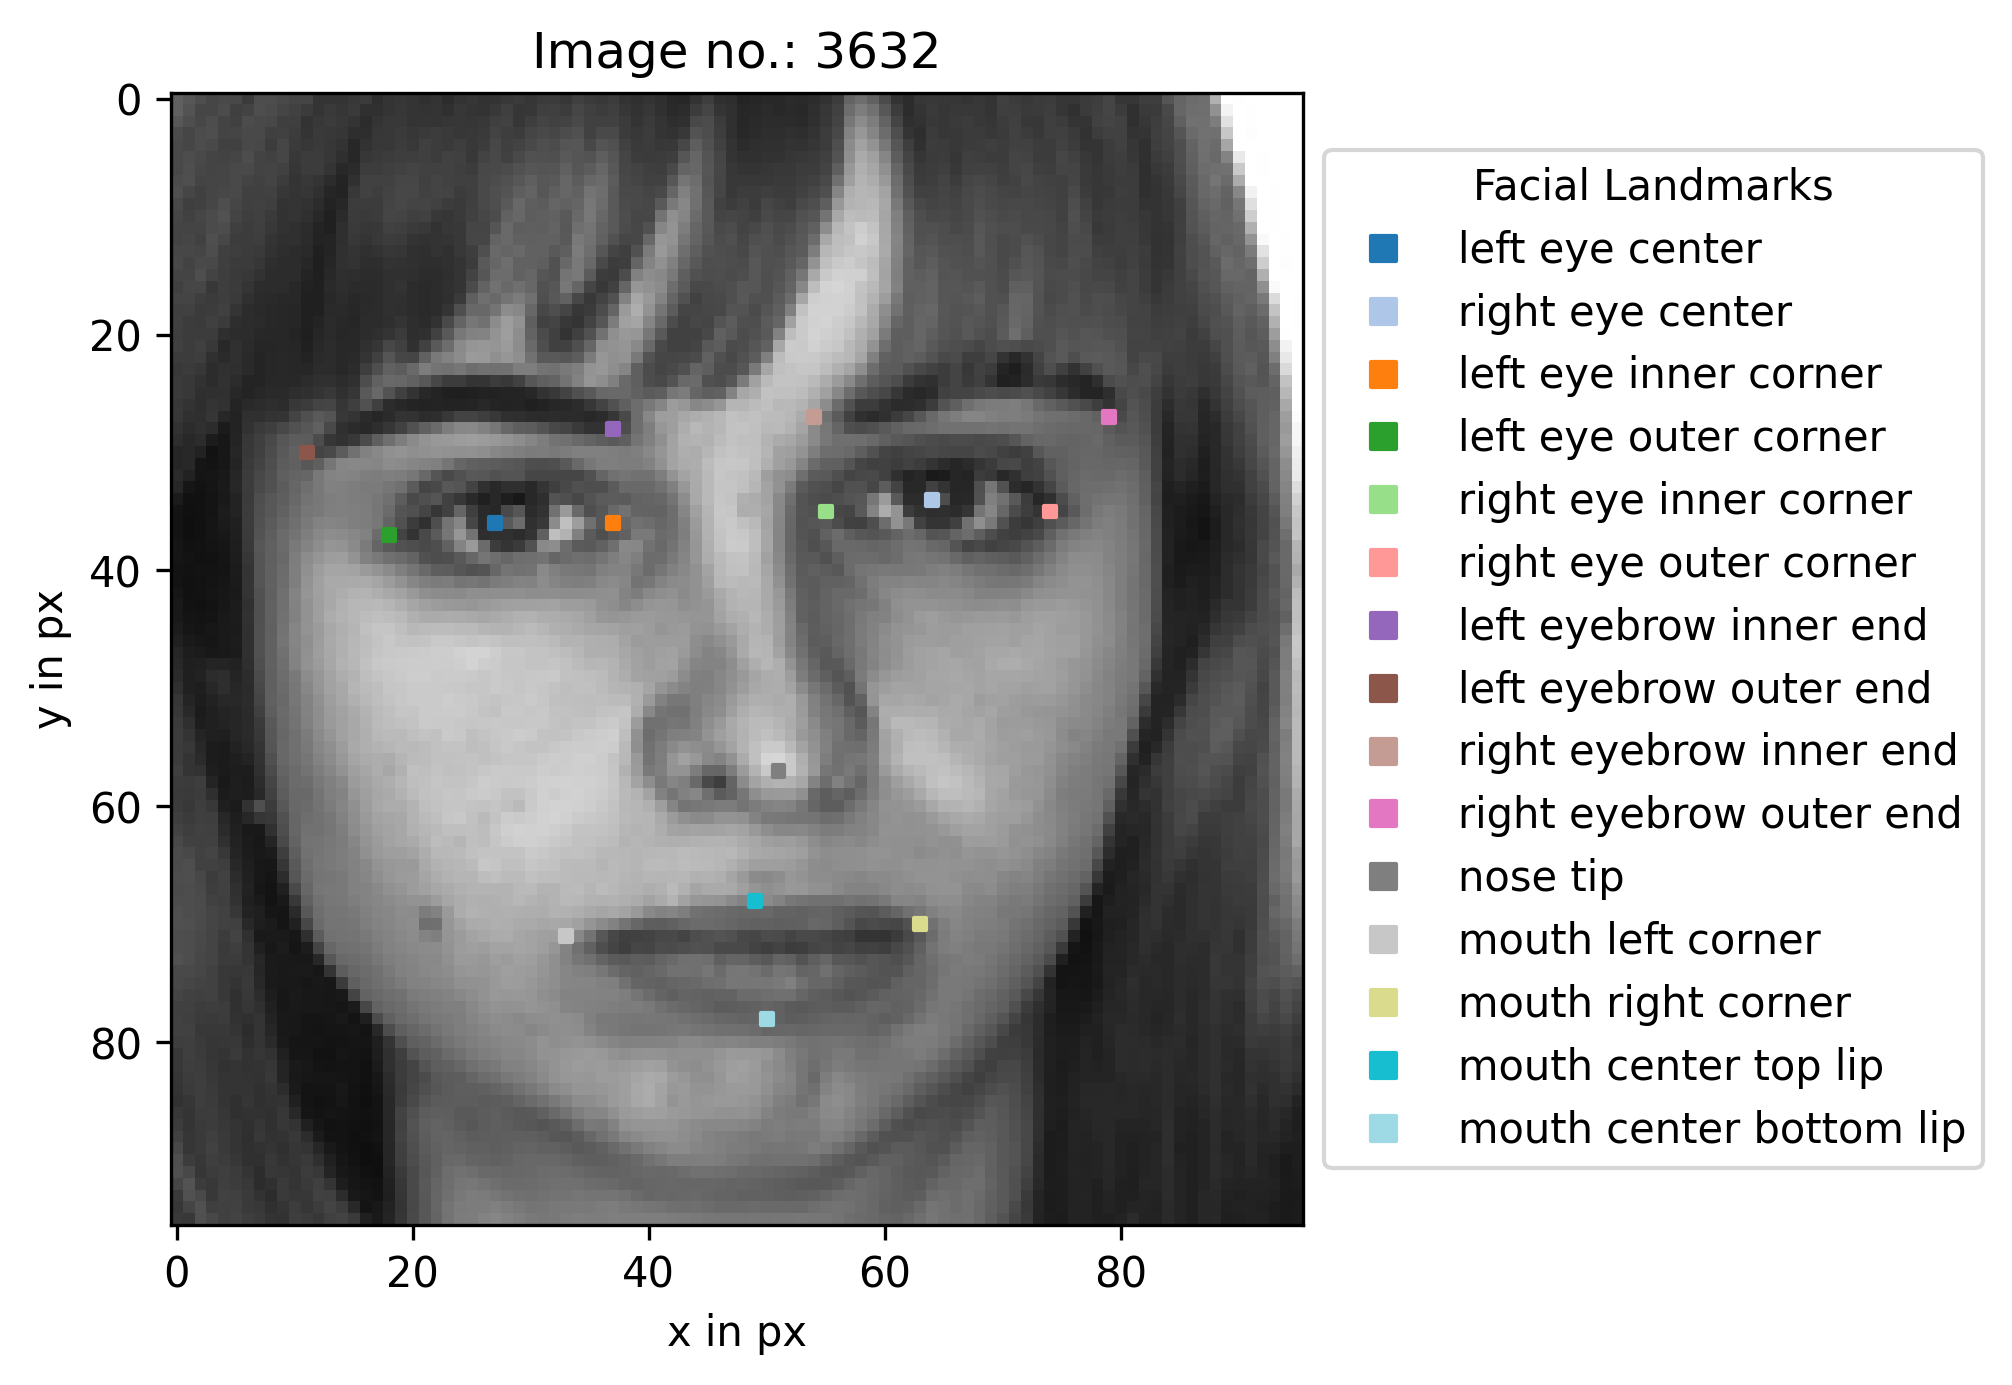 Image no.: 3632
0
20
40
60
80
y in px
0
20
40
60
80
x in px
Facial Landmarks
left eye center
right eye center
left eye inner corner
left eye outer corner
right eye inner corner
right eye outer corner
left eyebrow inner end
left eyebrow outer end
right eyebrow inner end
right eyebrow outer end
nose tip
mouth left corner
mouth right corner
mouth center top lip
mouth center bottom lip